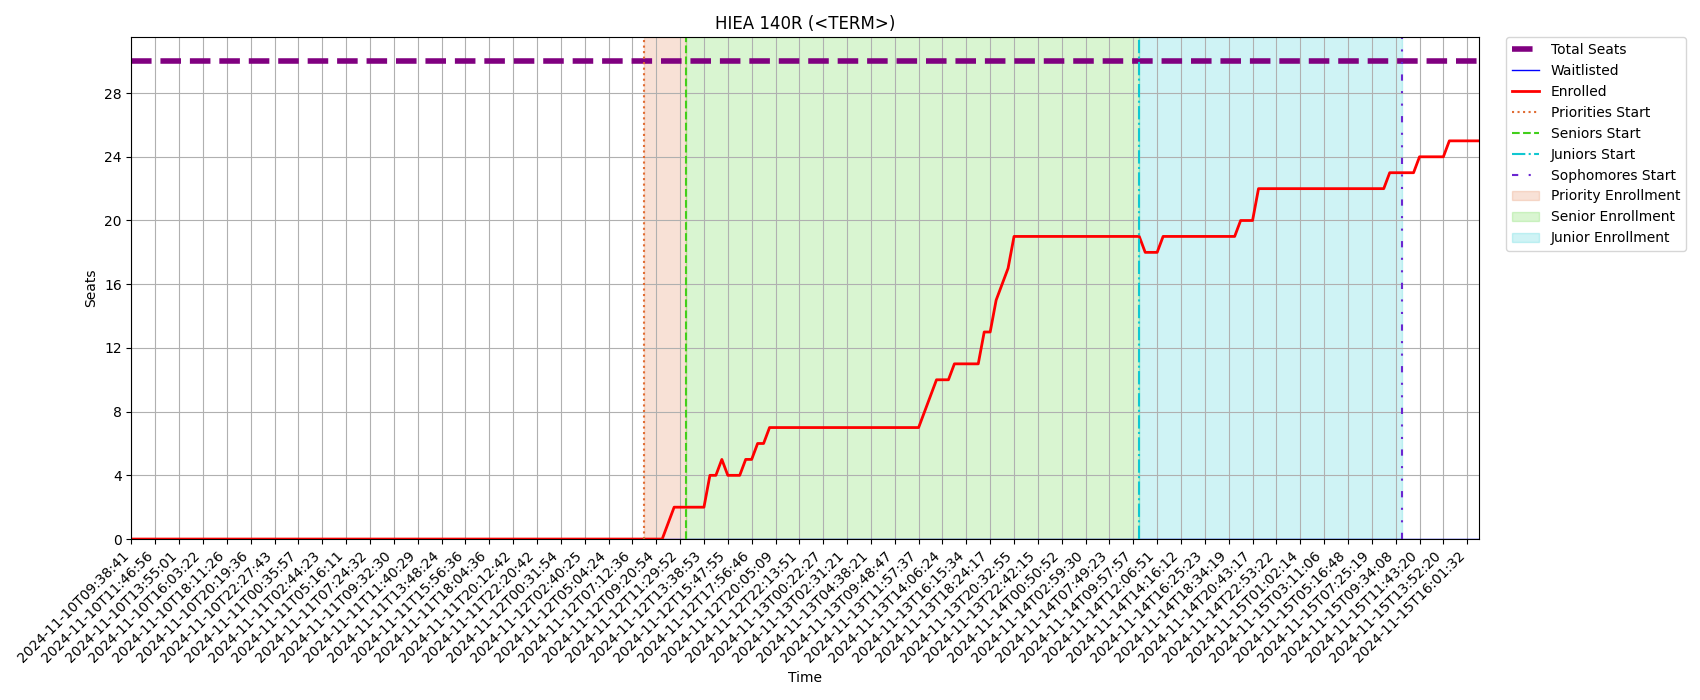 HIEA 140R (<TERM>)
Seats
28
24
20
16
12
8
4
0
2024-11-10T09:38:41
2024-11-10T11:46:56
2024-11-10T13:55:01
2024-11-10T16:03:22
2024-11-10T18:11:26
2024-11-10T20:19:36
2024-11-10T22:27:43
2024-11-11T00:35:57
2024-11-11T02:44:23
2024-11-11T05:16:11
2024-11-11T07:24:32
2024-11-11T09:32:30
2024-11-11T11:40:29
2024-11-11T13:48:24
2024-11-11T15:56:36
2024-11-11T18:04:36
2024-11-11T20:12:42
2024-11-11T22:20:42
2024-11-12T00:31:54
2024-11-12T02:40:25
2024-11-12T05:04:24
2024-11-12T07:12:36
2024-11-12T09:20:54
2024-11-12T11:29:52
2024-11-12T13:38:53
2024-11-12T15:47:55
2024-11-12T17:56:46
2024-11-12T20:05:09
2024-11-12T22:13:51
2024-11-13T00:22:27
2024-11-13T02:31:21
2024-11-13T04:38:21
2024-11-13T09:48:47
2024-11-13T11:57:37
2024-11-13T14:06:24
2024-11-13T16:15:34
2024-11-13T18:24:17
2024-11-13T20:32:55
2024-11-13T22:42:15
2024-11-14T00:50:52
2024-11-14T02:59:30
2024-11-14T07:49:23
2024-11-14T09:57:57
2024-11-14T12:06:51
2024-11-14T14:16:12
2024-11-14T16:25:23
2024-11-14T18:34:19
2024-11-14T20:43:17
2024-11-14T22:53:22
2024-11-15T01:02:14
2024-11-15T03:11:06
2024-11-15T05:16:48
2024-11-15T07:25:19
2024-11-15T09:34:08
2024-11-15T11:43:20
2024-11-15T13:52:20
2024-11-15T16:01:32
Time
Total Seats
Waitlisted
Enrolled
Priorities Start
Seniors Start
Juniors Start
Sophomores Start
Priority Enrollment
Senior Enrollment
Junior Enrollment